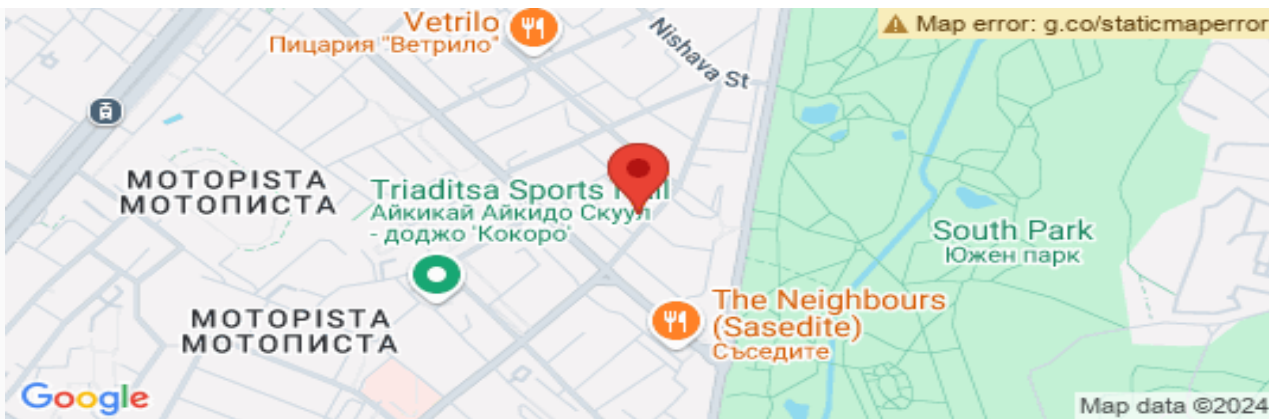 Vetrilo
Пицария "Ветрило"
Map error: g.co/staticmaperror
Nishava St
MOTOPISTA
МОТОПИСТА
Triaditsa Sports
Айкикай Айкидо Скуул
- доджо 'Кокоро'
South Park
Южен парк
The Neighbours
(Sasedite)
Съседите
MOTOPISTA
МОТОПИСТА
Google
Map data ©2024